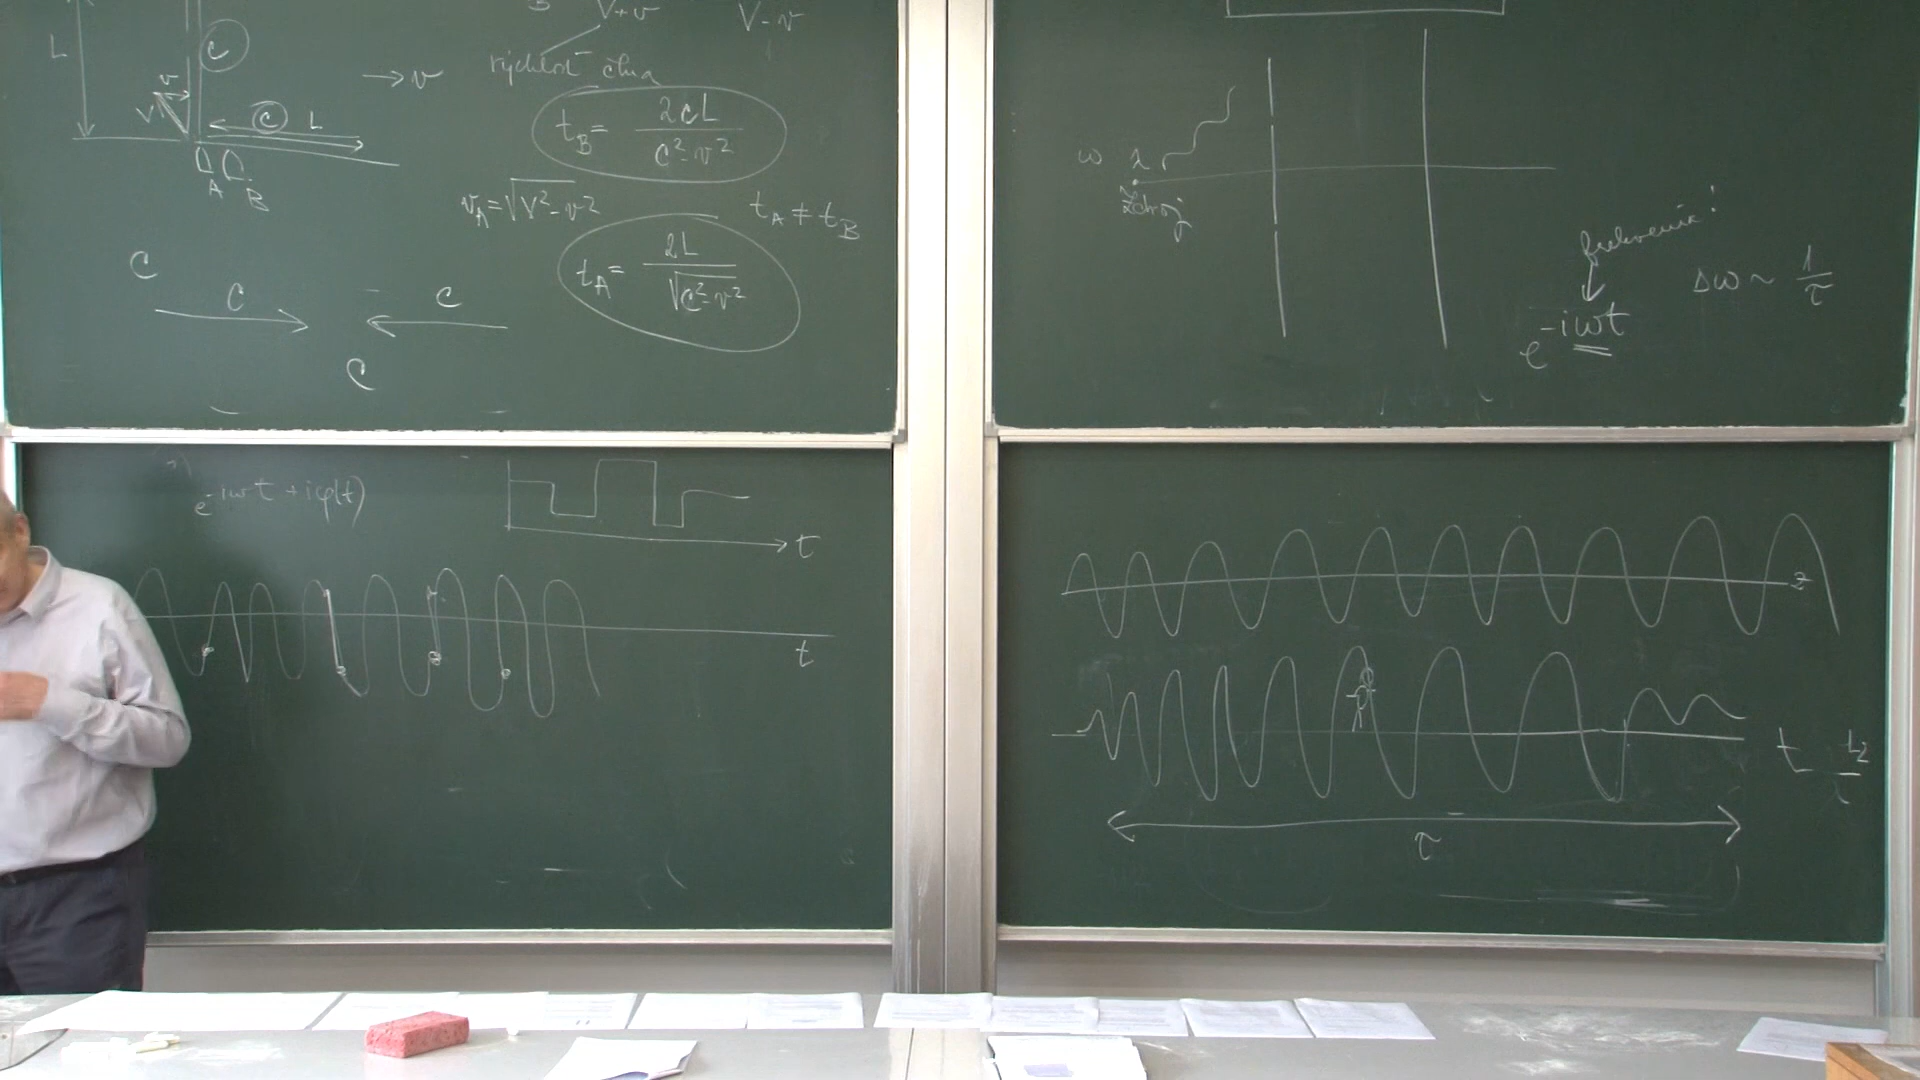 B V+v V-v
L C
rýchlosť člna
v → v
V C L
t_B = 2cL / c²-v²
A B
v_A = √V²-v² t_A ≠ t_B
t_A = 2L / √c²-v²
C
C C
C
ω λ
Zdroj
frekvencia!
Δω ~ 1/τ
e^-iωt
e^-iωt + iφ(t)
t
t
z
t
τ